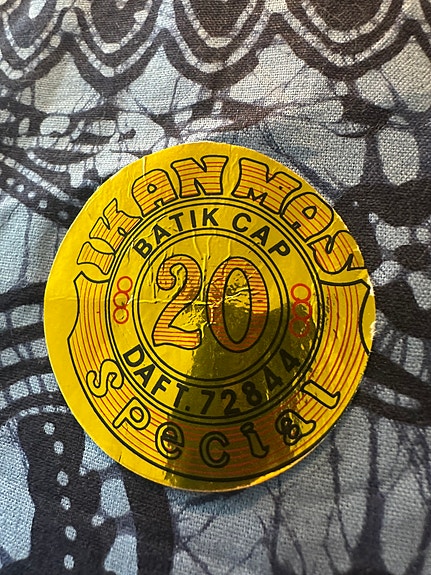 IKAN MAS
BATIK CAP
20
DAFT. 72844
Special